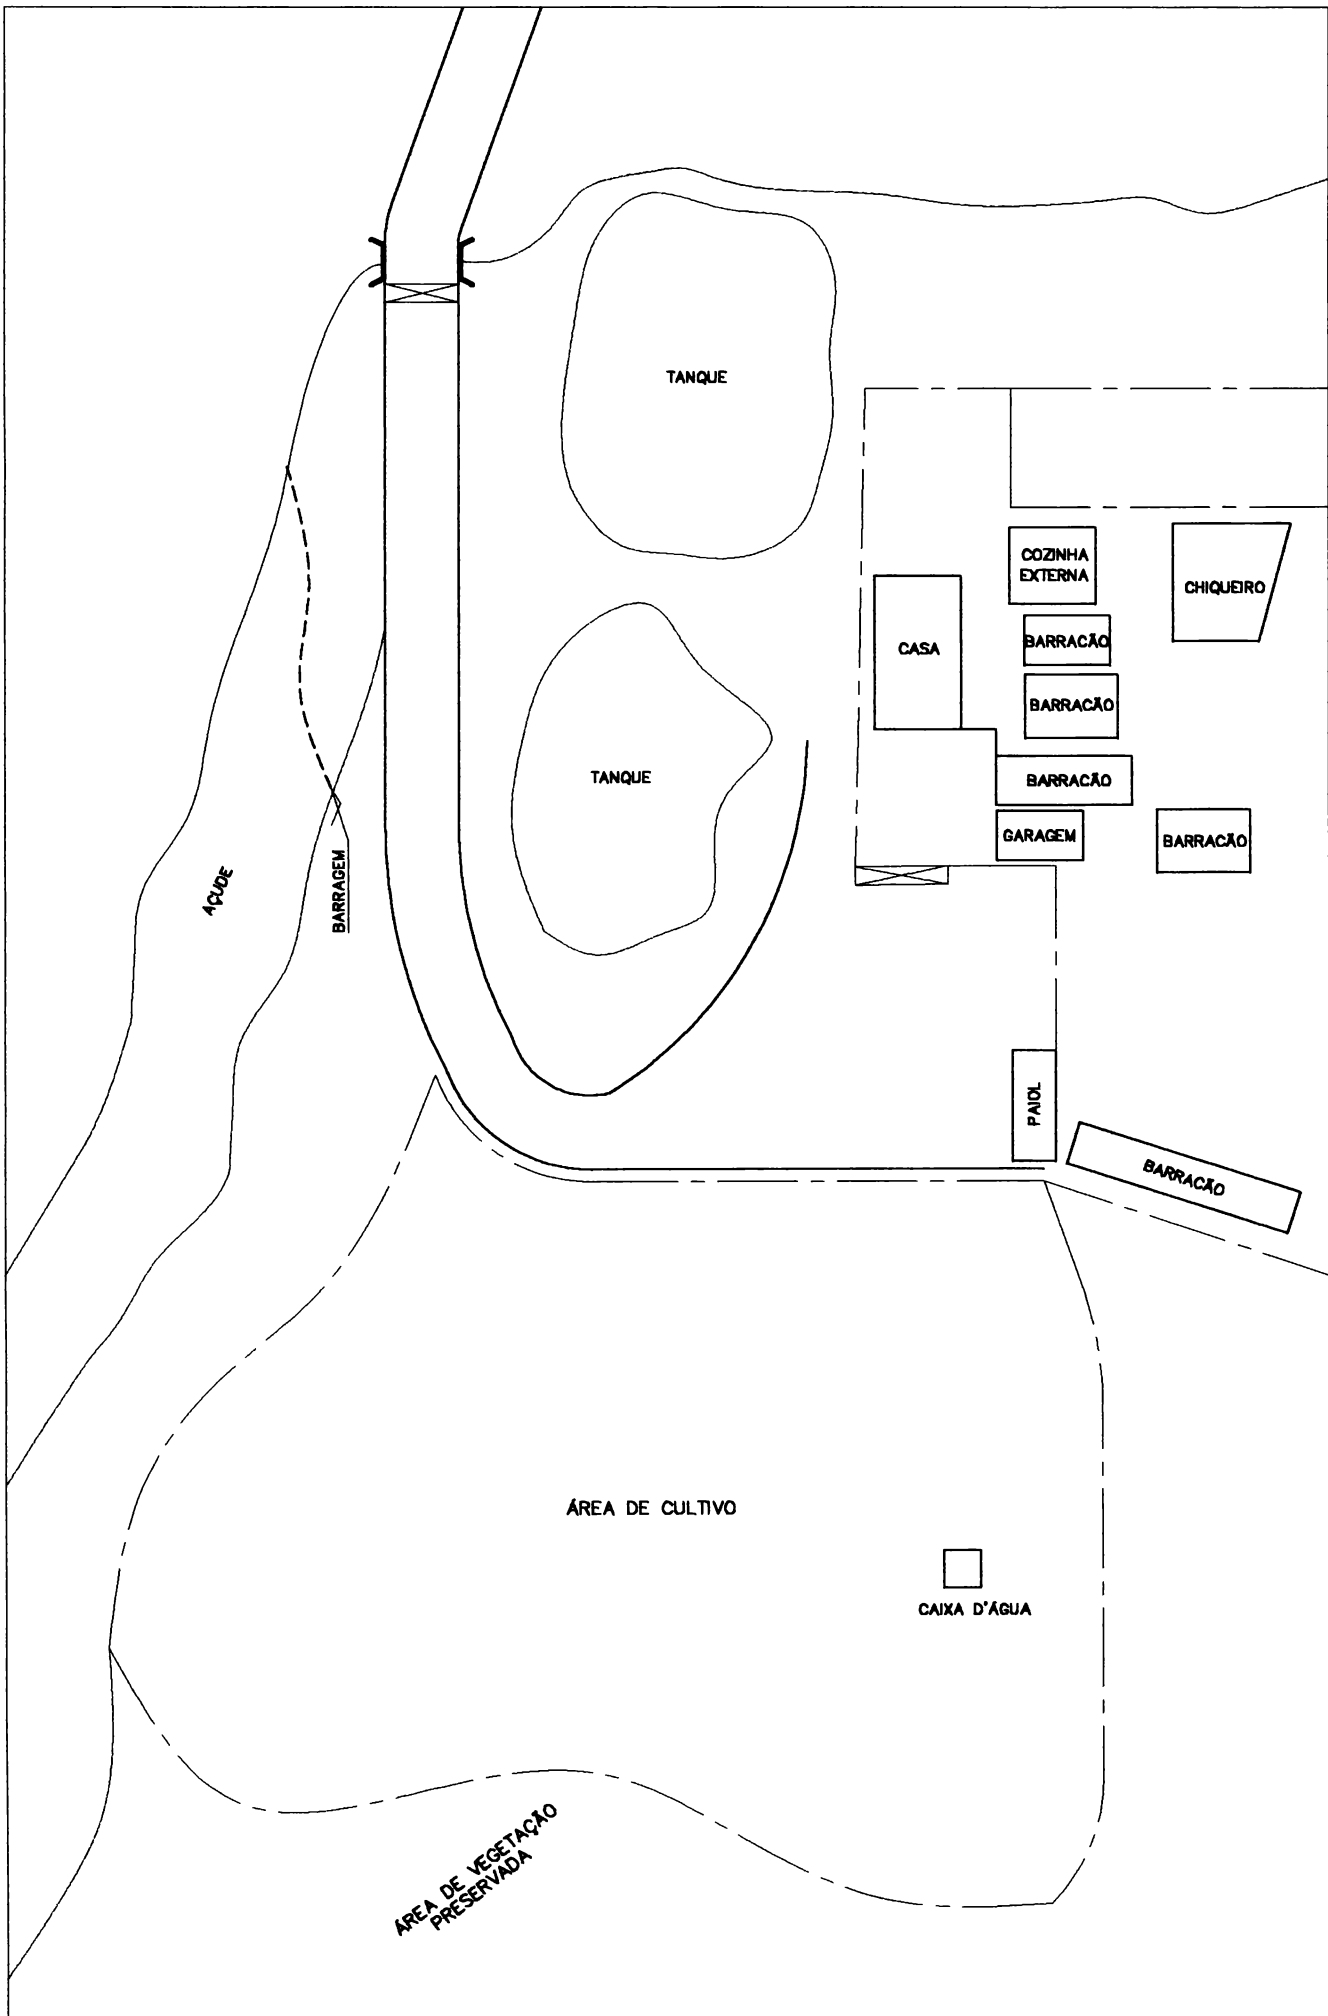 TANQUE
COZINHA
EXTERNA
CHIQUEIRO
CASA
BARRACÃO
BARRACÃO
TANQUE
BARRACÃO
GARAGEM
BARRACÃO
AÇUDE
BARRAGEM
PAIOL
BARRACÃO
ÁREA DE CULTIVO
CAIXA D'ÁGUA
ÁREA DE VEGETAÇÃO
PRESERVADA